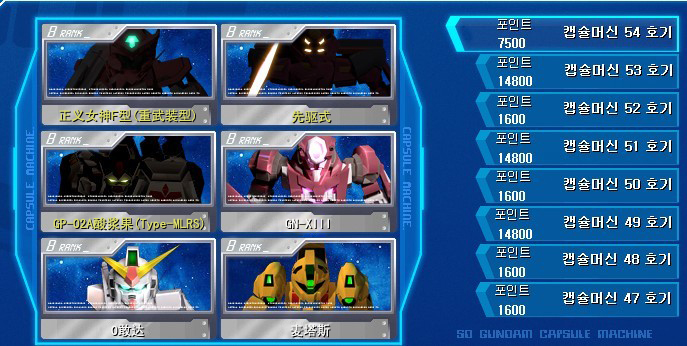 B RANK_
正义女神F型(重武装型)
B RANK_
先驱式
B RANK_
GP-02A酸浆果(Type-MLRS)
B RANK_
GN-XIII
B RANK_
0敢达
B RANK_
麦塔斯
CAPSULE MACHINE
CAPSULE MACHINE
포인트
7500
캡슐머신 54 호기
포인트
14800
캡슐머신 53 호기
포인트
1600
캡슐머신 52 호기
포인트
14800
캡슐머신 51 호기
포인트
1600
캡슐머신 50 호기
포인트
14800
캡슐머신 49 호기
포인트
1600
캡슐머신 48 호기
포인트
1600
캡슐머신 47 호기
SD GUNDAM CAPSULE MACHINE